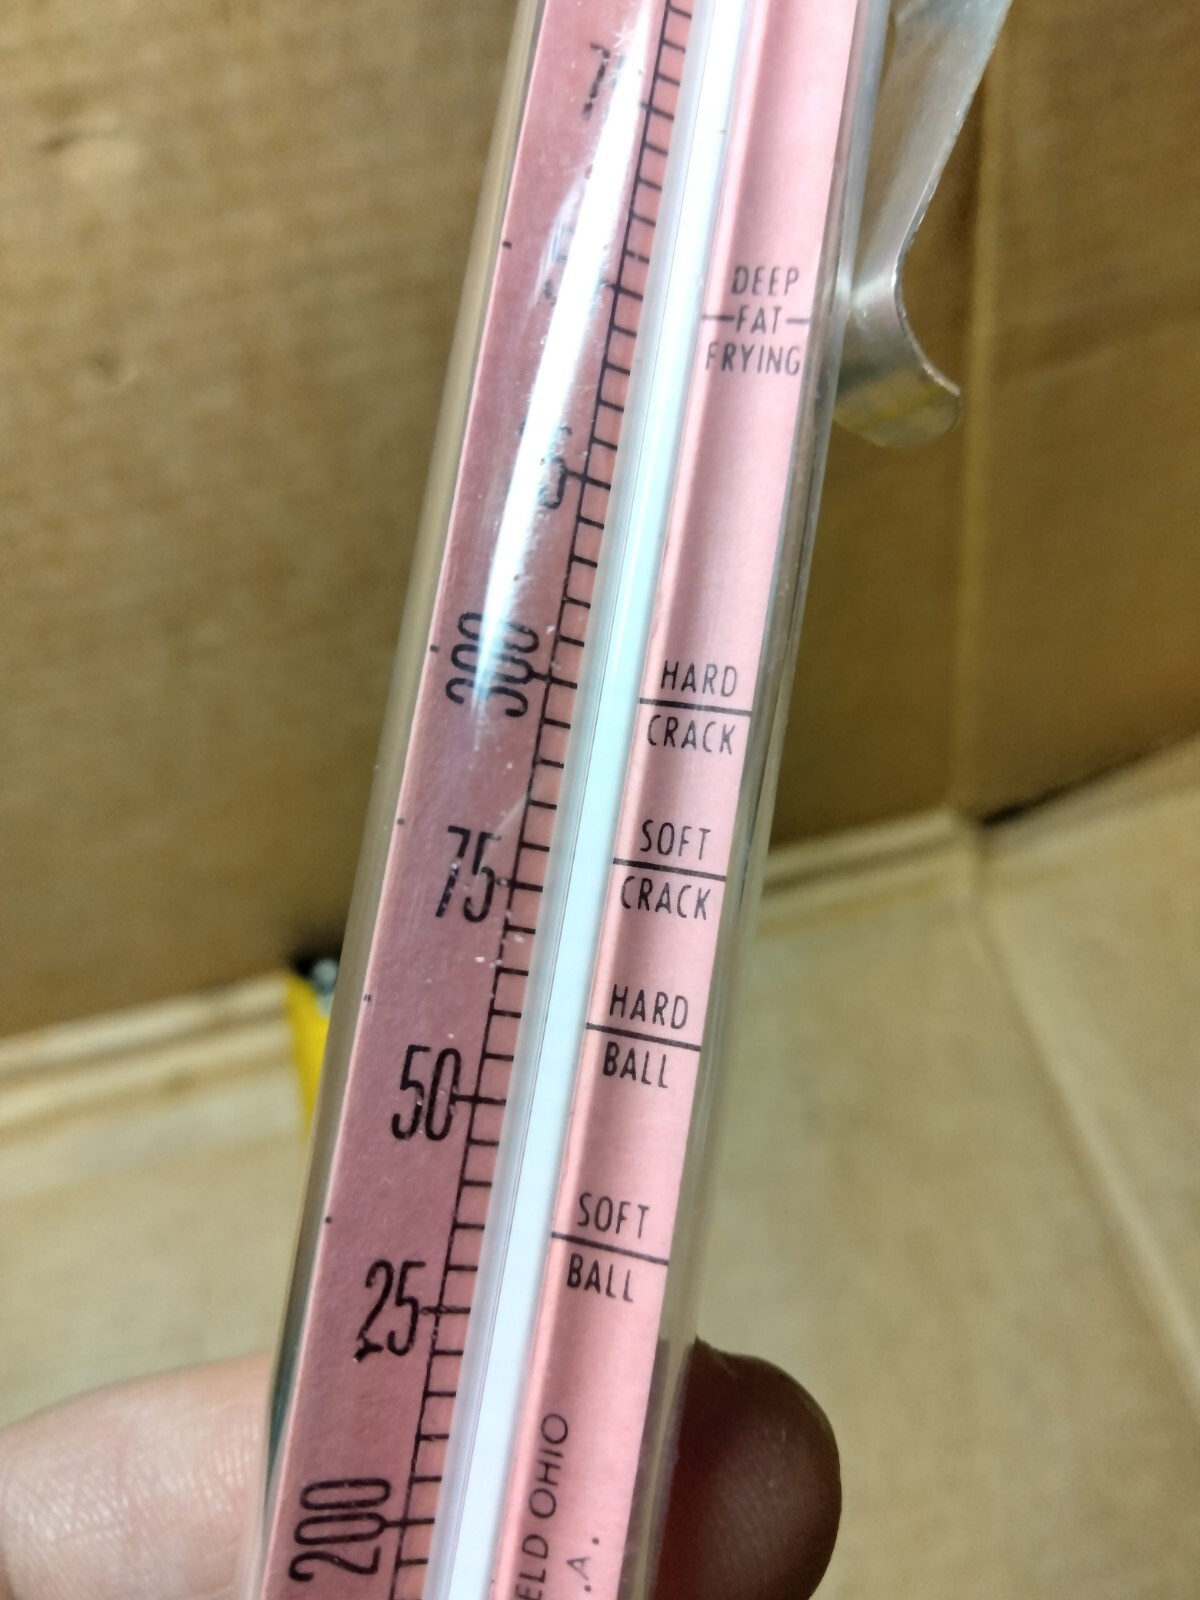 DEEP
FAT
FRYING
300
HARD
CRACK
75
SOFT
CRACK
HARD
50
BALL
SOFT
25
BALL
200
ELD OHIO
.A.